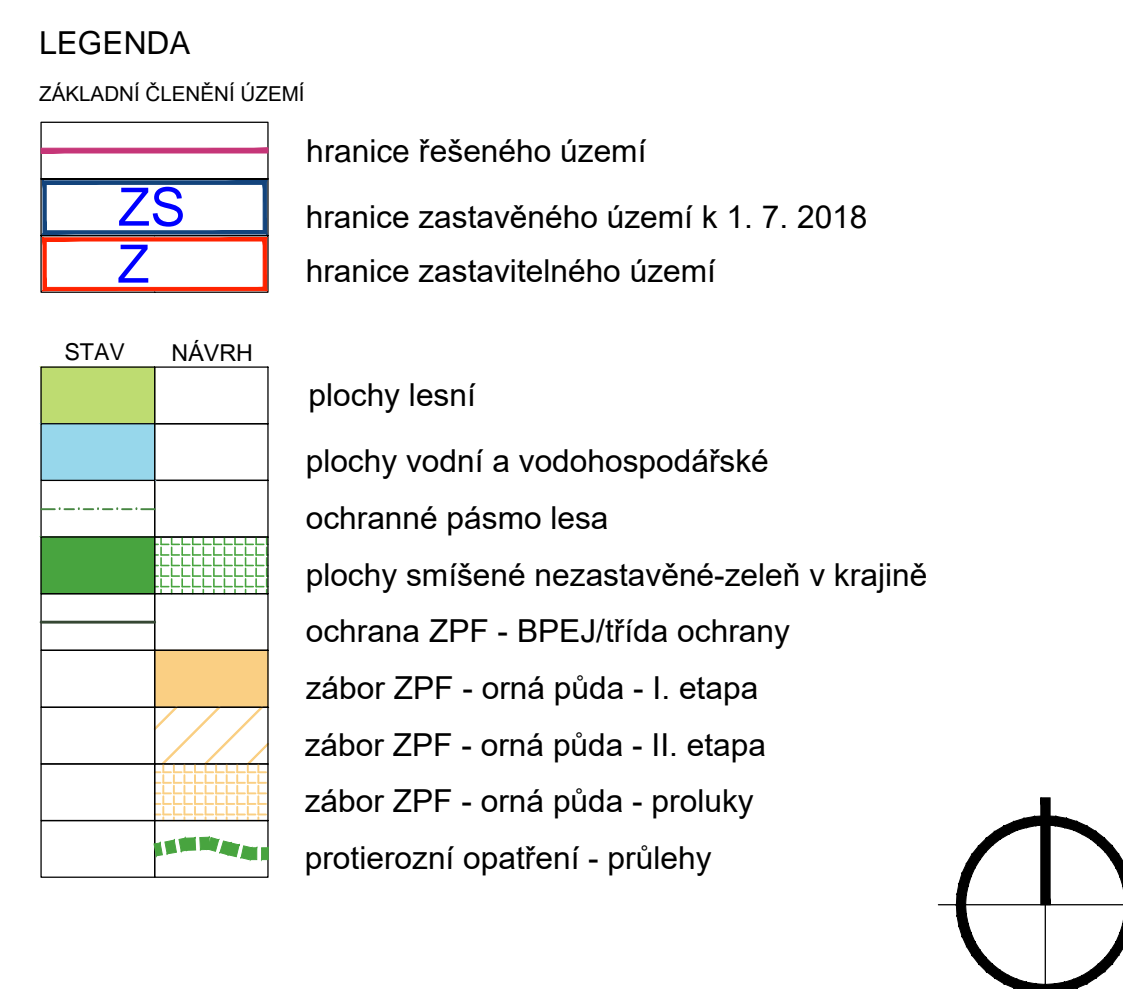 LEGENDA
ZÁKLADNÍ ČLENĚNÍ ÚZEMÍ
hranice řešeného území
ZS hranice zastavěného území k 1. 7. 2018
Z hranice zastavitelného území
STAV NÁVRH
plochy lesní
plochy vodní a vodohospodářské
ochranné pásmo lesa
plochy smíšené nezastavěné-zeleň v krajině
ochrana ZPF - BPEJ/třída ochrany
zábor ZPF - orná půda - I. etapa
zábor ZPF - orná půda - II. etapa
zábor ZPF - orná půda - proluky
protierozní opatření - průlehy